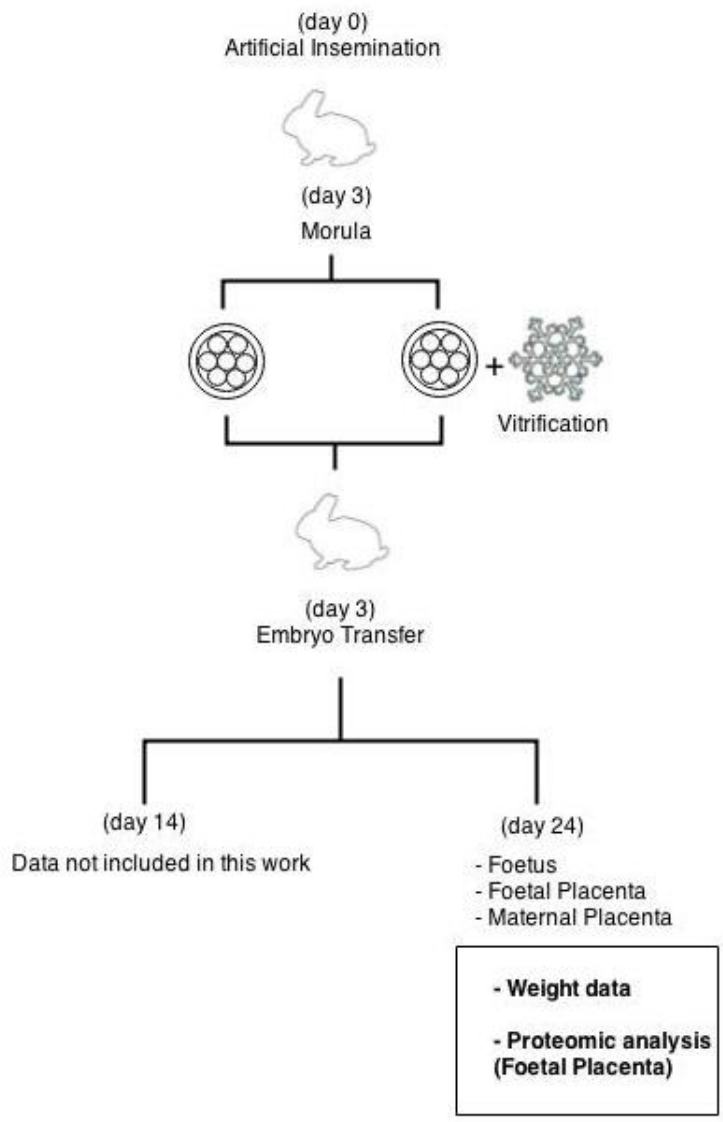 (day 0)
Artificial Insemination
(day 3)
Morula
+
Vitrification
(day 3)
Embryo Transfer
(day 14)
Data not included in this work
(day 24)
- Foetus
- Foetal Placenta
- Maternal Placenta
- Weight data
- Proteomic analysis
(Foetal Placenta)